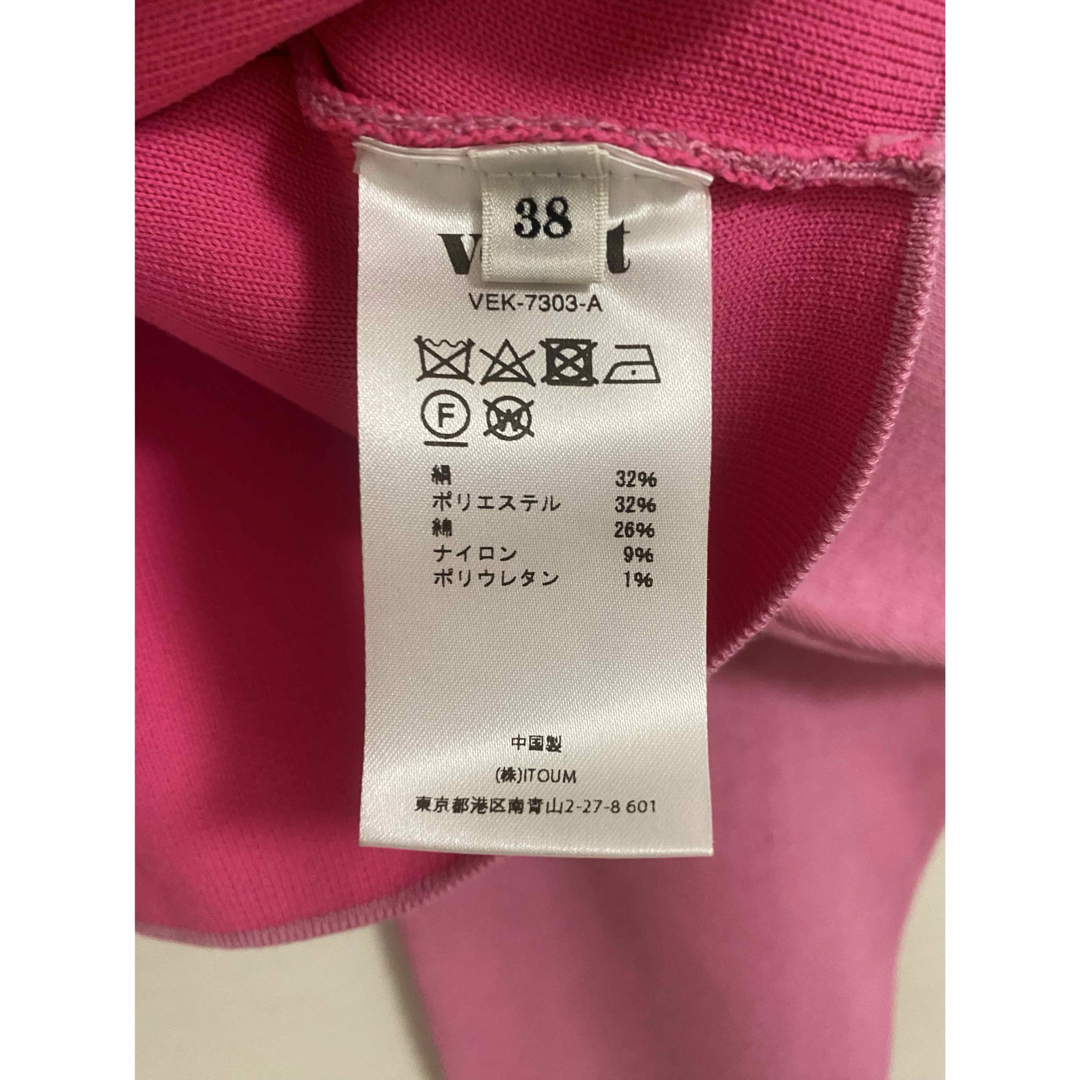 38
VEK-7303-A
F
W
絹 32%
ポリエステル 32%
綿 26%
ナイロン 9%
ポリウレタン 1%
中国製
(株)ITOUM
東京都港区南青山2-27-8 601